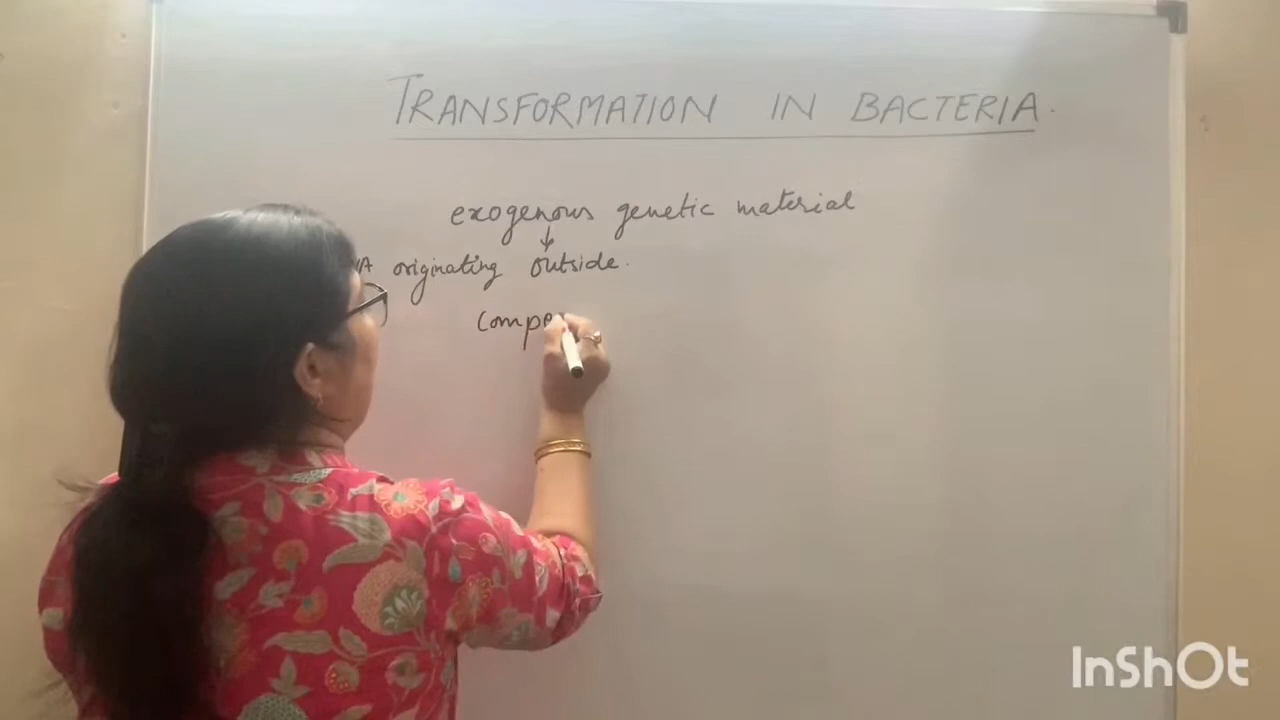 TRANSFORMATION IN BACTERIA.
exogenous genetic material
↓
originating outside.
InShOt